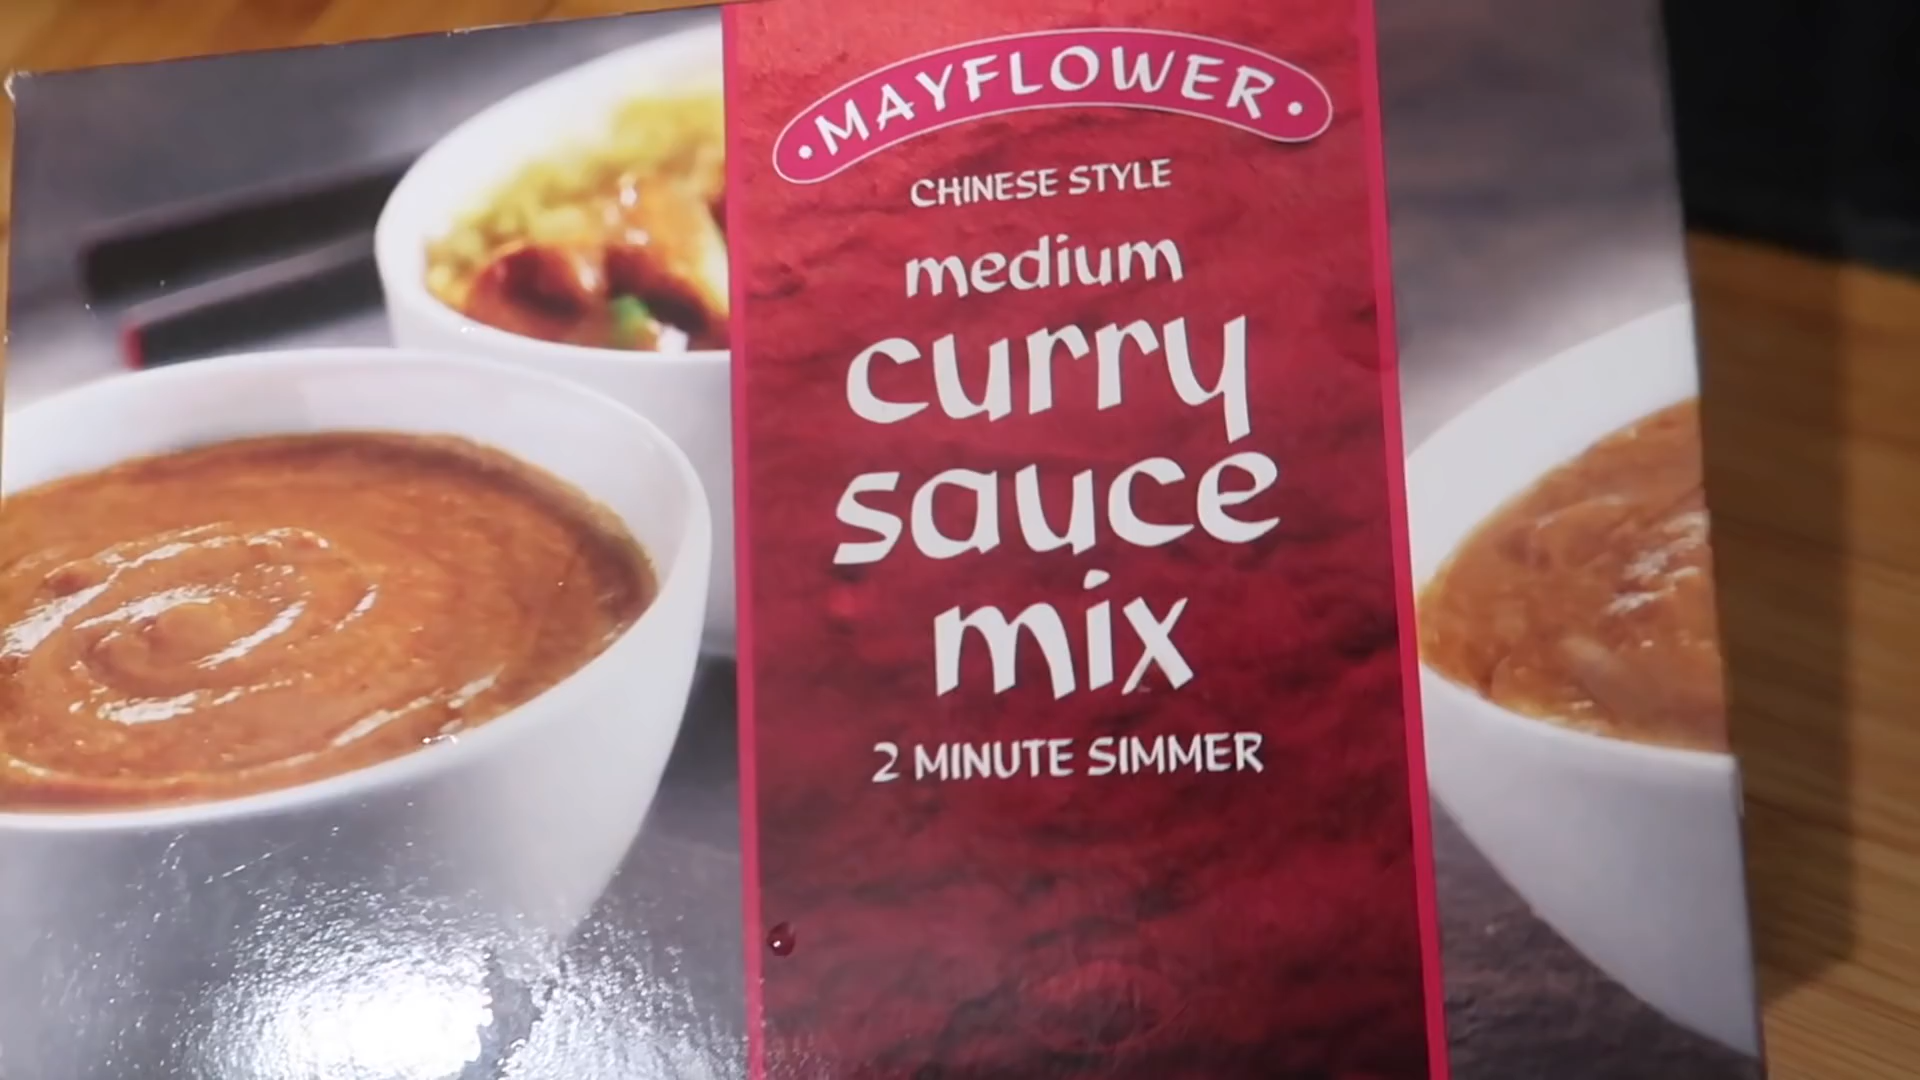 • MAYFLOWER •
CHINESE STYLE
medium
curry
sauce
mix
2 MINUTE SIMMER